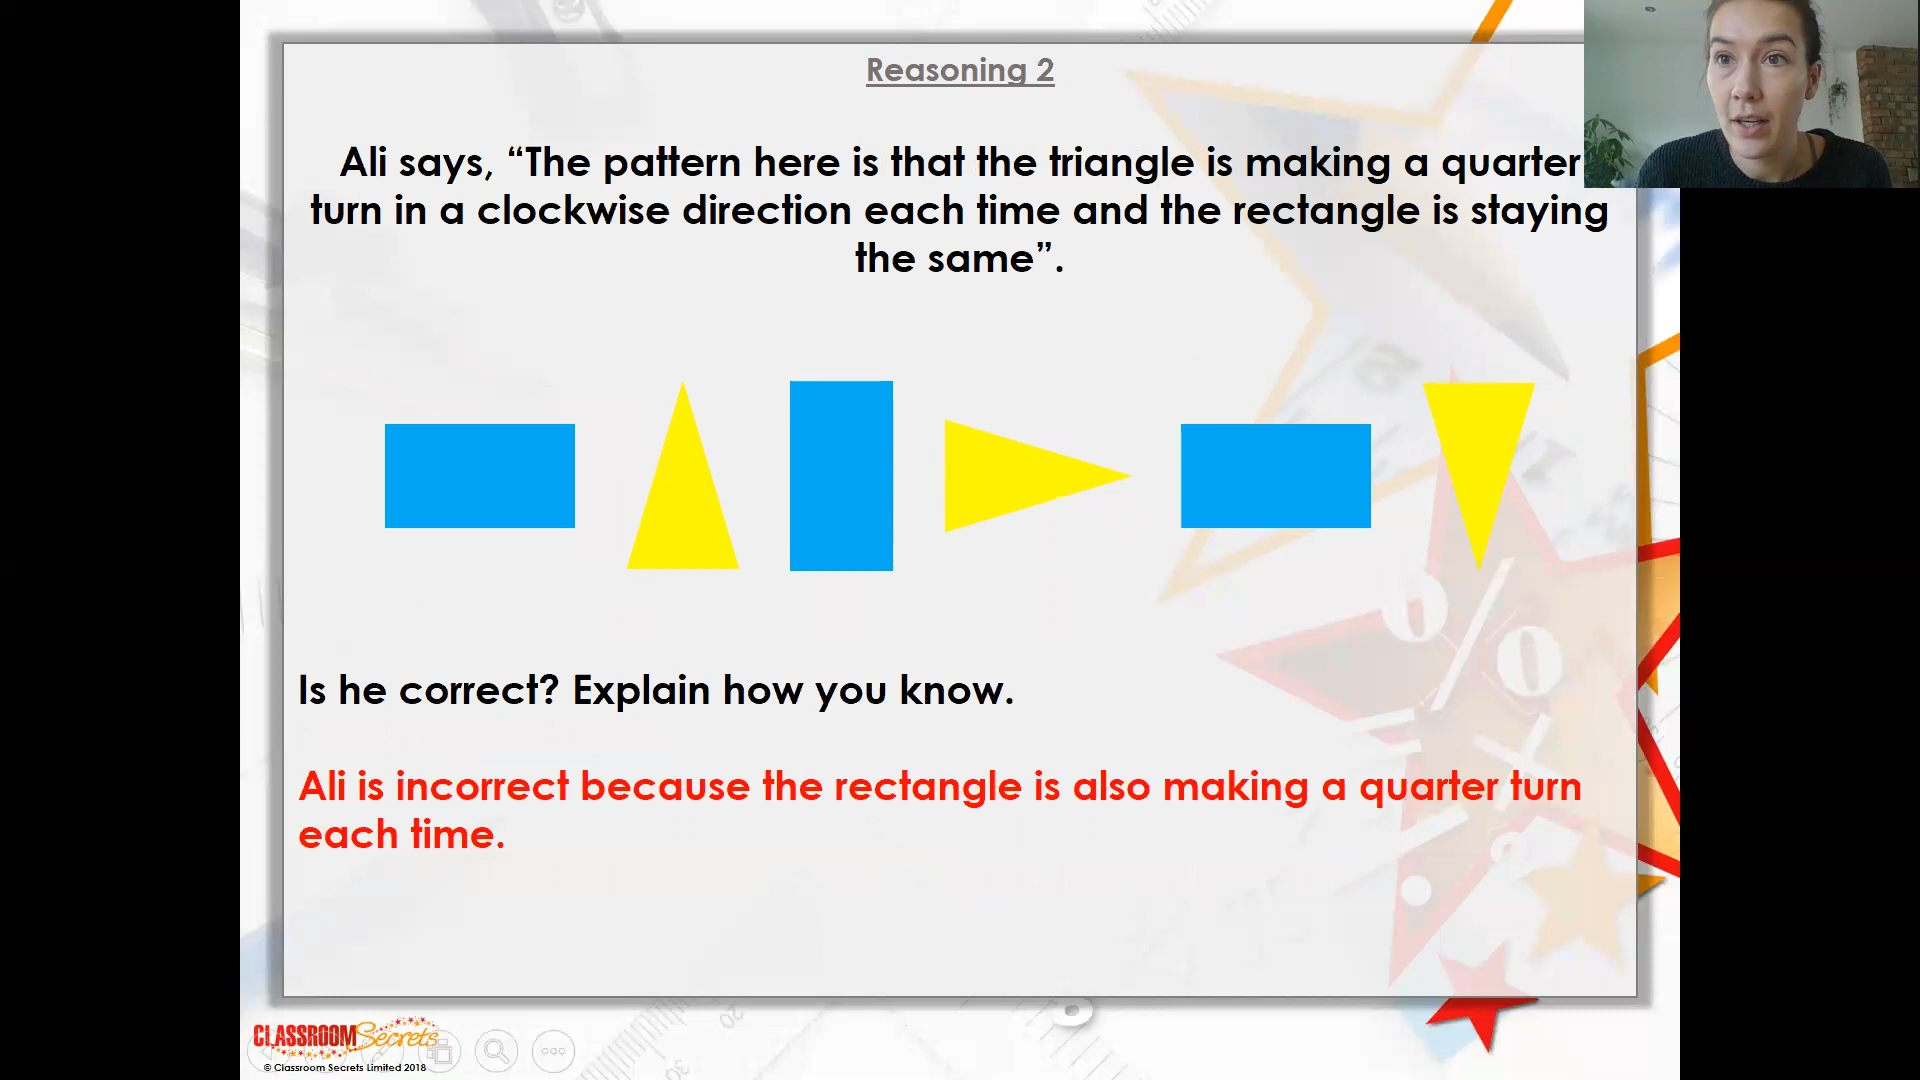 Reasoning 2
Ali says, “The pattern here is that the triangle is making a quarter
turn in a clockwise direction each time and the rectangle is staying
the same”.
Is he correct? Explain how you know.
Ali is incorrect because the rectangle is also making a quarter turn
each time.
CLASSROOM Secrets
© Classroom Secrets Limited 2018